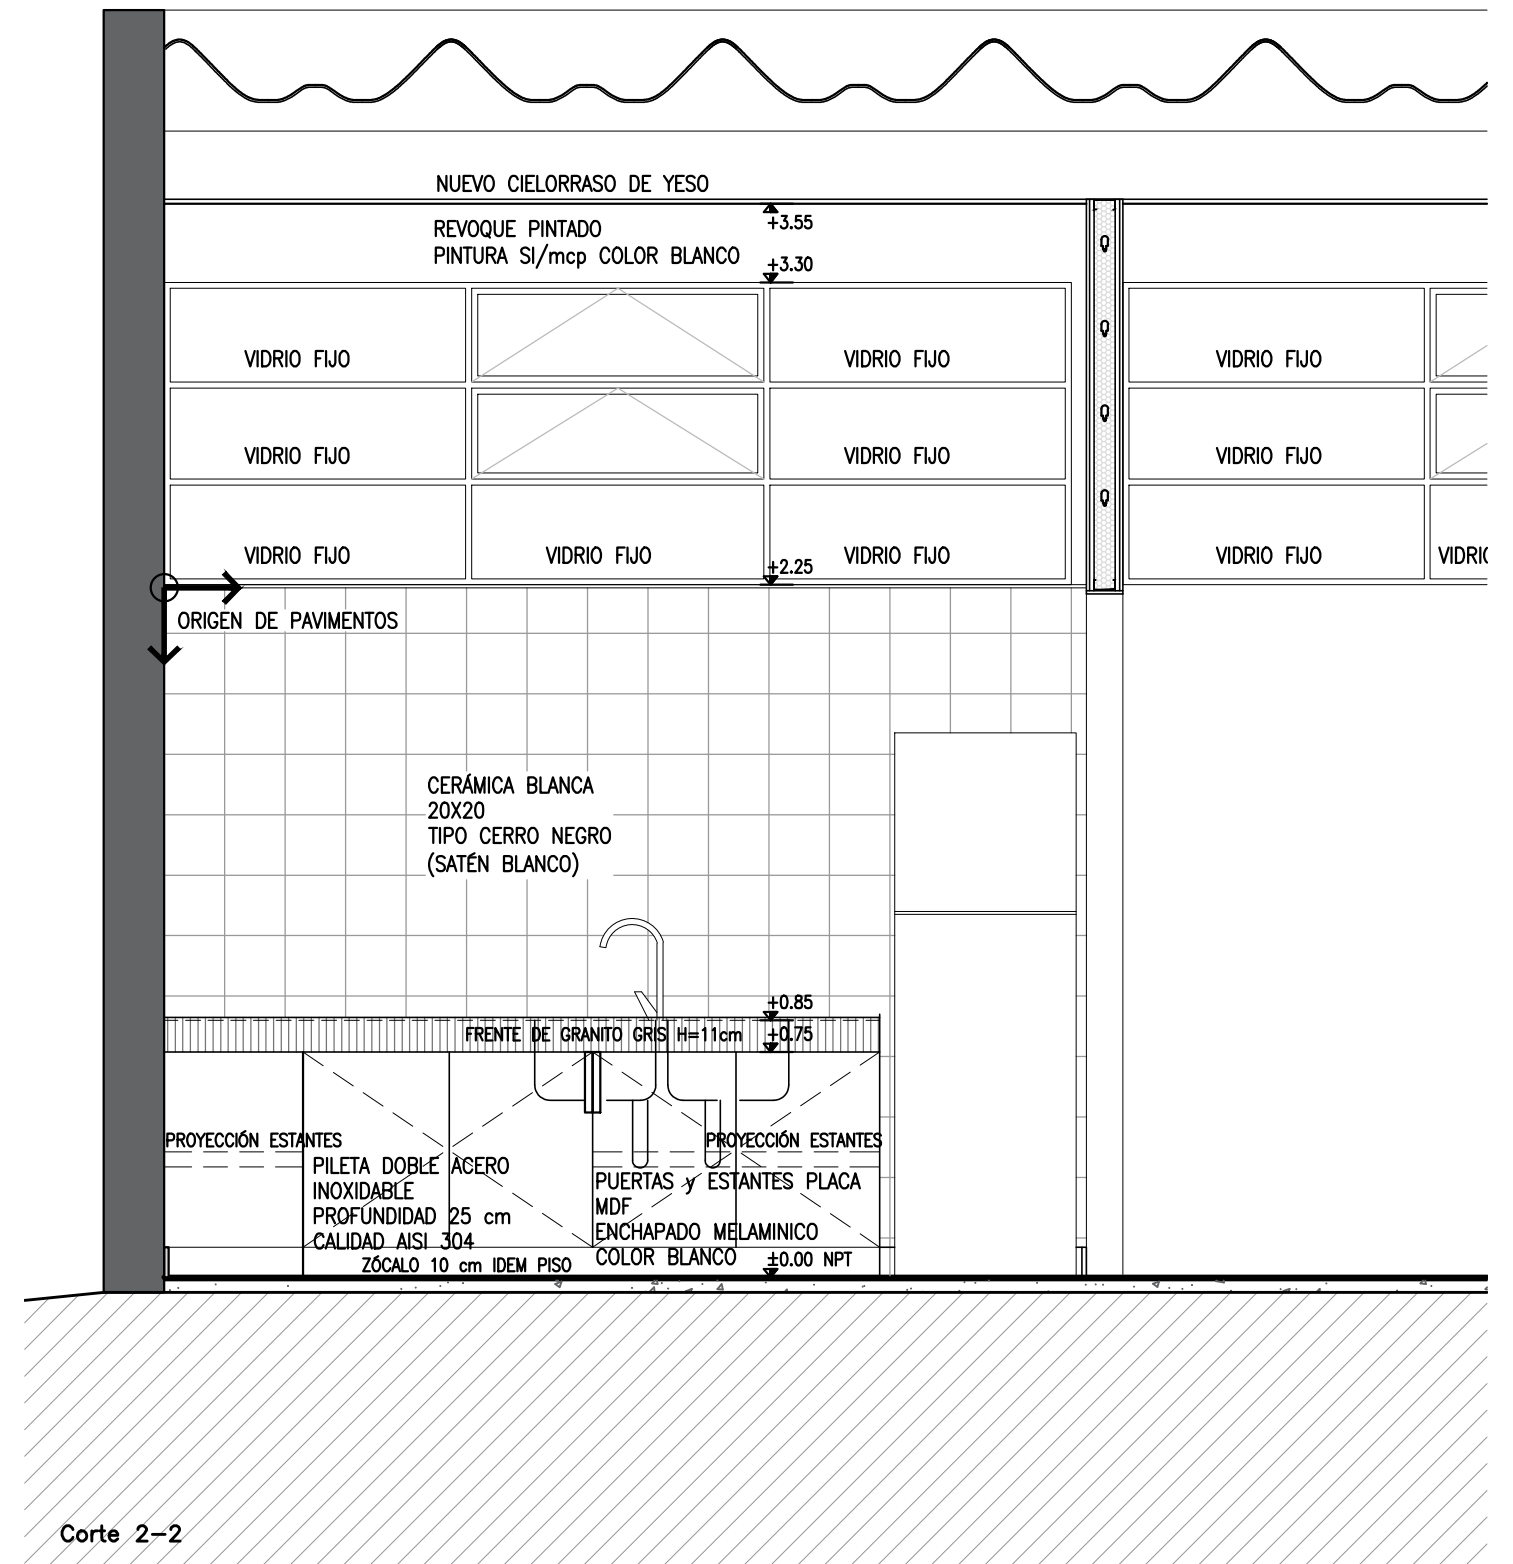 NUEVO CIELORRASO DE YESO
+3.55
REVOQUE PINTADO
PINTURA SI/mcp COLOR BLANCO
+3.30
VIDRIO FIJO
VIDRIO FIJO
VIDRIO FIJO
VIDRIO FIJO
VIDRIO FIJO
VIDRIO FIJO
VIDRIO FIJO
VIDRIO FIJO
VIDRIO FIJO
VIDRIO FIJO
+2.25
ORIGEN DE PAVIMENTOS
CERÁMICA BLANCA
20X20
TIPO CERRO NEGRO
(SATÉN BLANCO)
+0.85
FRENTE DE GRANITO GRIS H=11cm
+0.75
PROYECCIÓN ESTANTES
PROYECCIÓN ESTANTES
PILETA DOBLE ACERO
INOXIDABLE
PROFUNDIDAD 25 cm
CALIDAD AISI 304
PUERTAS y ESTANTES PLACA
MDF
ENCHAPADO MELAMINICO
COLOR BLANCO
ZÓCALO 10 cm IDEM PISO
±0.00 NPT
Corte 2-2